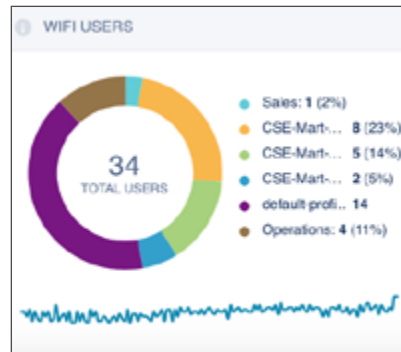 WIFI USERS
34
TOTAL USERS
Sales: 1 (2%)
CSE-Mart-... 8 (23%)
CSE-Mart-... 5 (14%)
CSE-Mart-... 2 (5%)
default-profi.. 14
Operations: 4 (11%)